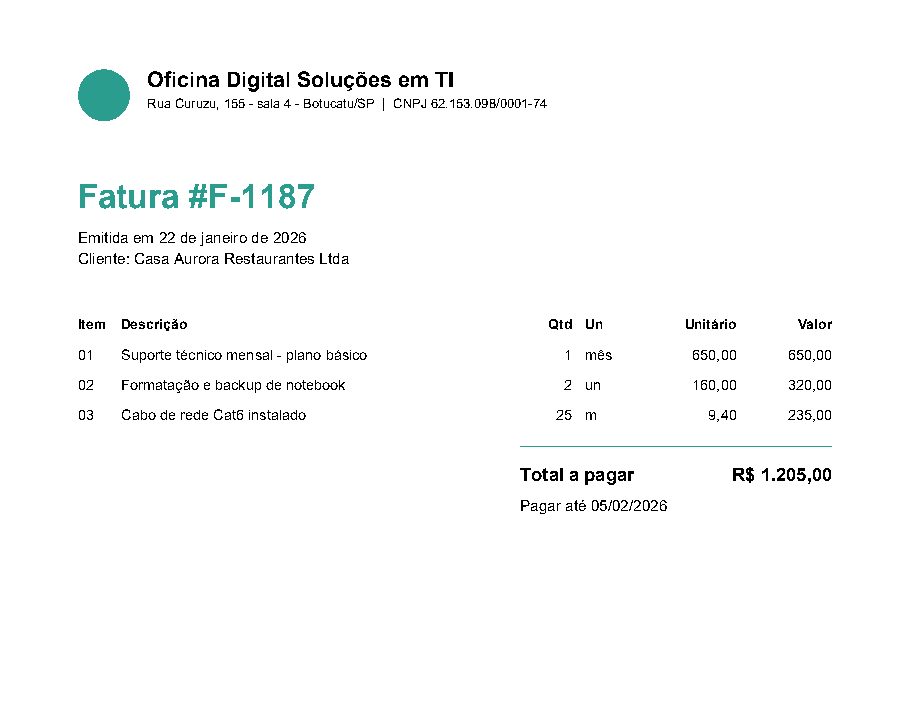 Oficina Digital Soluções em TI
Rua Curuzu, 155 - sala 4 - Botucatu/SP | CNPJ 62.153.098/0001-74
Fatura #F-1187
Emitida em 22 de janeiro de 2026
Cliente: Casa Aurora Restaurantes Ltda
Item Descrição Qtd Un Unitário Valor
01 Suporte técnico mensal - plano básico 1 mês 650,00 650,00
02 Formatação e backup de notebook 2 un 160,00 320,00
03 Cabo de rede Cat6 instalado 25 m 9,40 235,00
Total a pagar R$ 1.205,00
Pagar até 05/02/2026